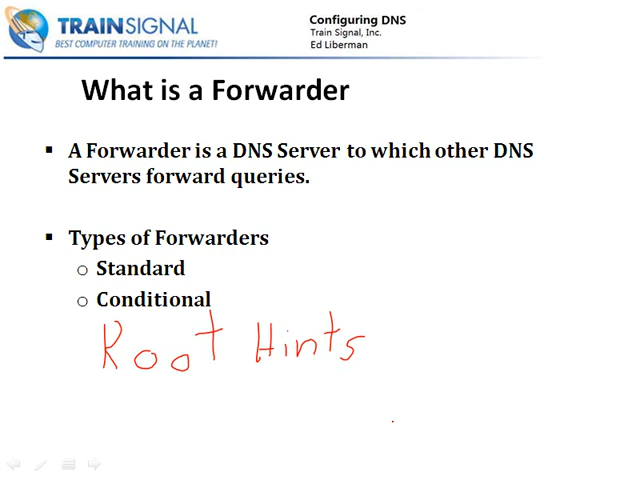 TRAINSIGNAL
BEST COMPUTER TRAINING ON THE PLANET!
Configuring DNS
Train Signal, Inc.
Ed Liberman
What is a Forwarder
▪ A Forwarder is a DNS Server to which other DNS
Servers forward queries.
▪ Types of Forwarders
○ Standard
○ Conditional
Root Hints